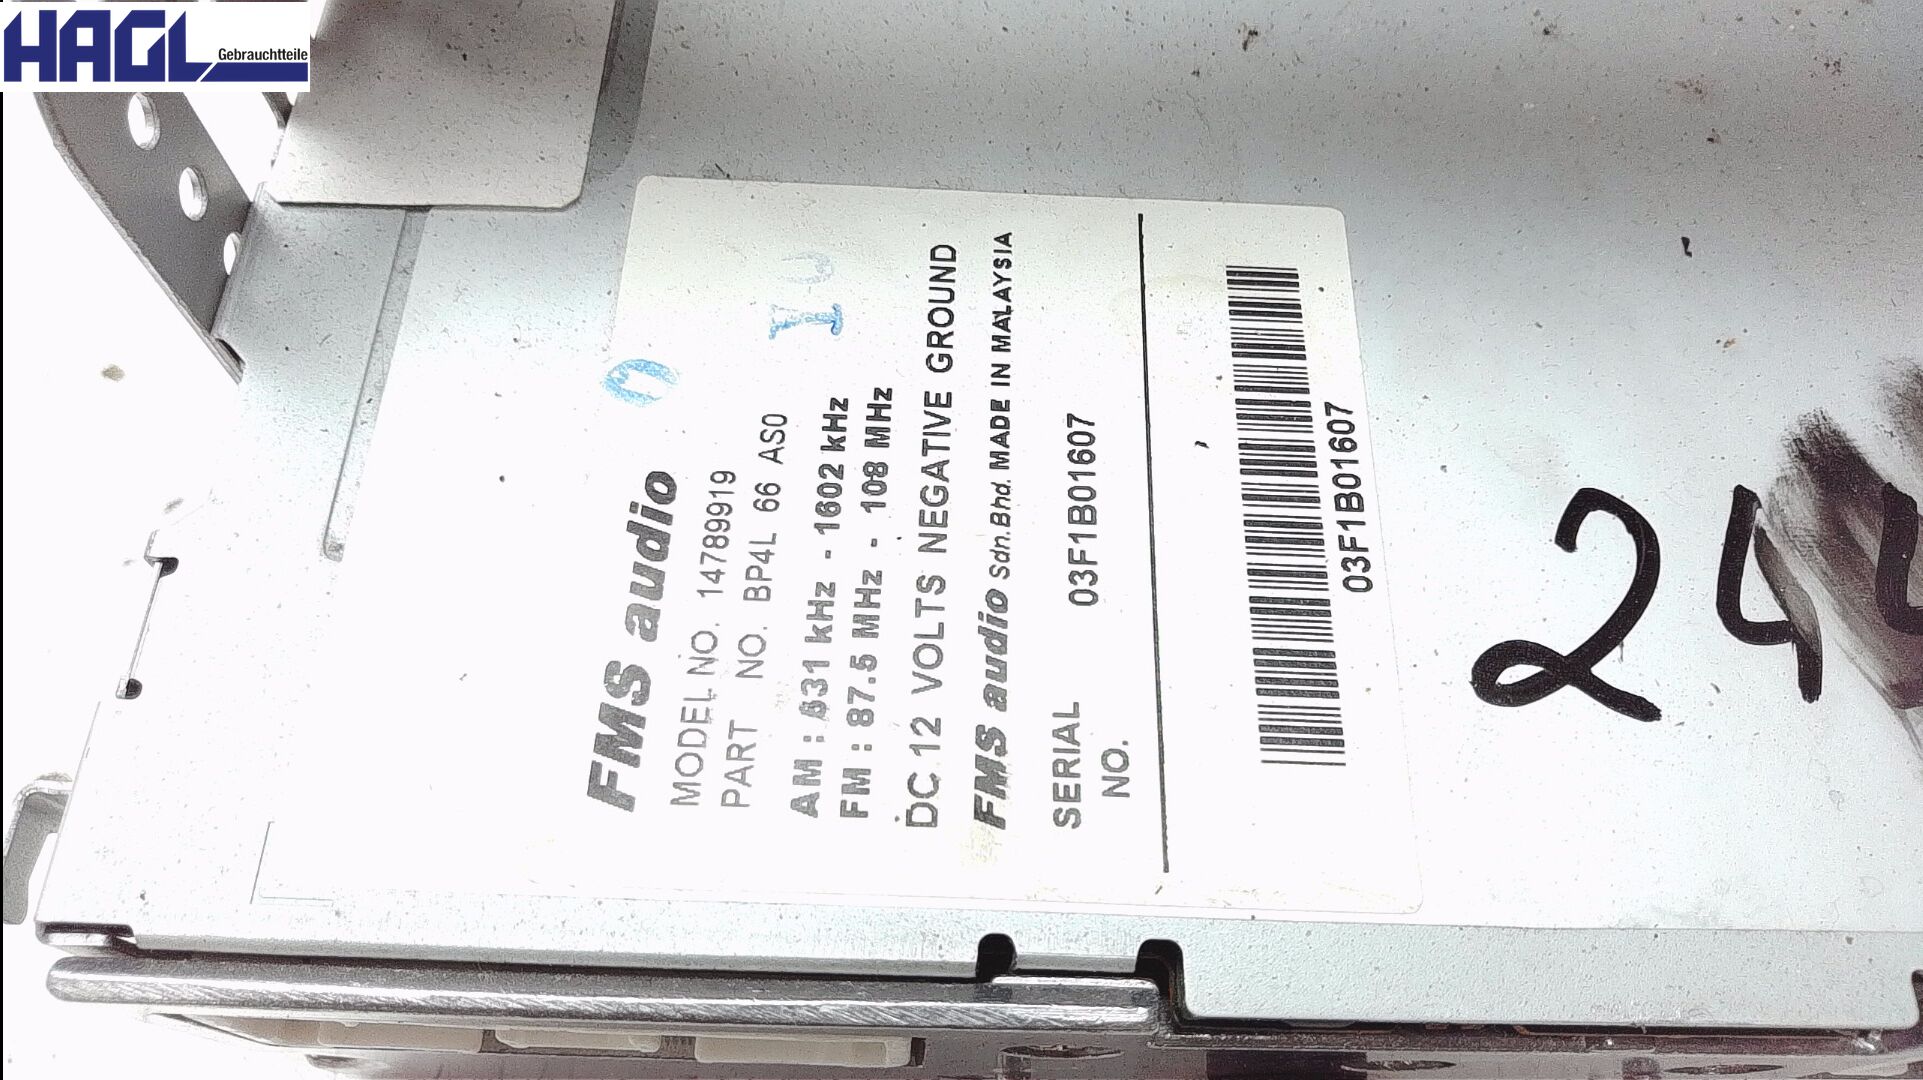 HAGL
Gebrauchtteile
FMS audio
MODEL NO. 14789919
PART NO. BP4L 66 AS0
AM : 531 kHz - 1602 kHz
FM : 87.5 MHz - 108 MHz
DC 12 VOLTS NEGATIVE GROUND
FMS audio Sdn.Bhd. MADE IN MALAYSIA
SERIAL NO. 03F1B01607
03F1B01607